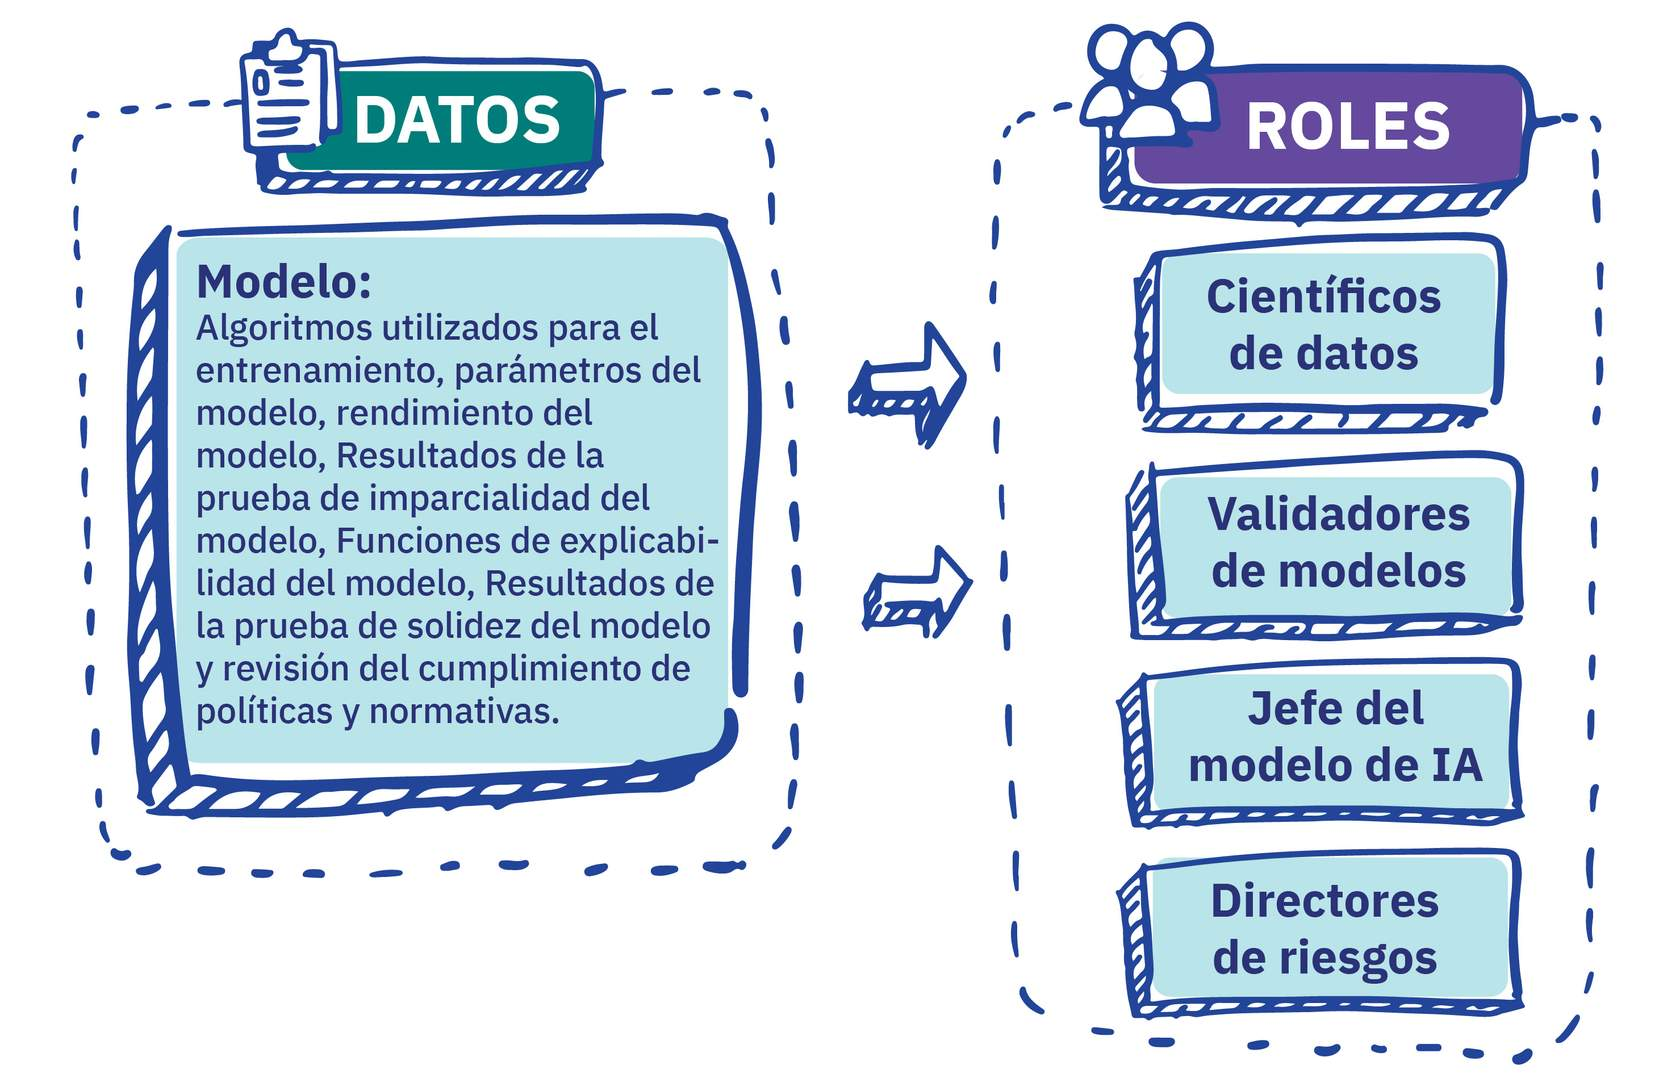 DATOS
Modelo:
Algoritmos utilizados para el
entrenamiento, parámetros del
modelo, rendimiento del
modelo, Resultados de la
prueba de imparcialidad del
modelo, Funciones de explicabi-
lidad del modelo, Resultados de
la prueba de solidez del modelo
y revisión del cumplimiento de
políticas y normativas.
ROLES
Científicos
de datos
Validadores
de modelos
Jefe del
modelo de IA
Directores
de riesgos